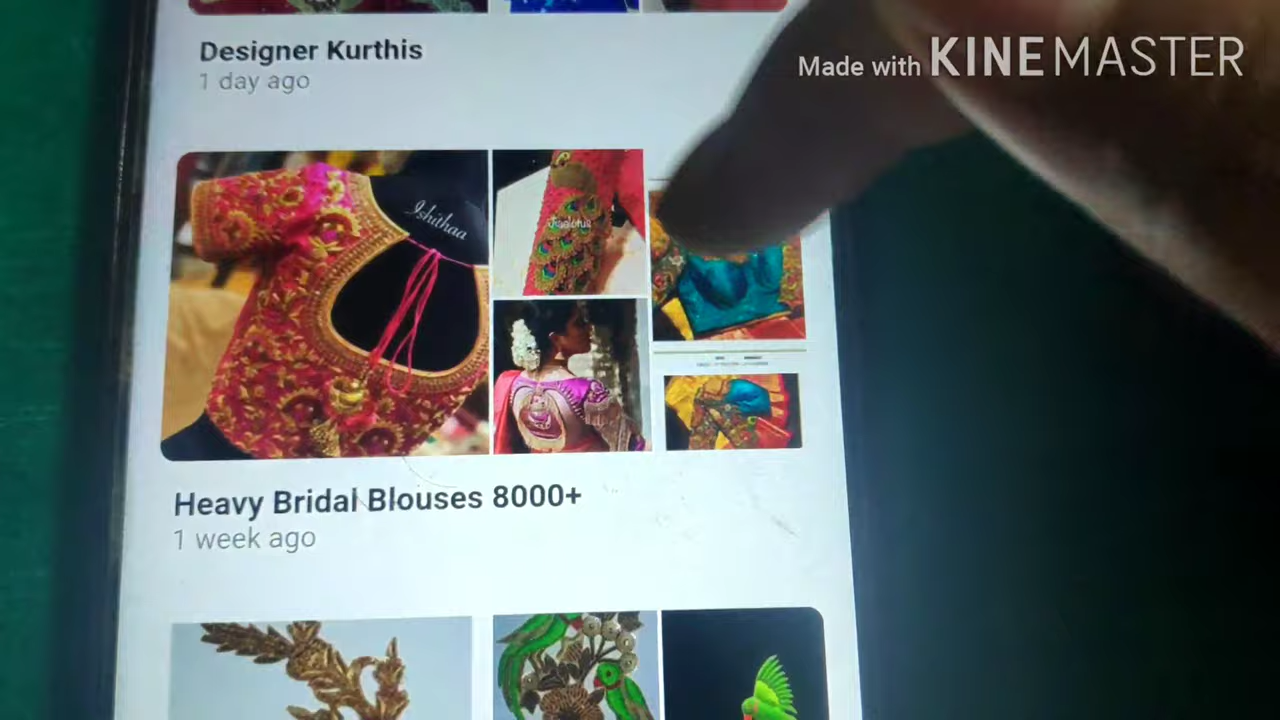 Designer Kurthis
1 day ago
Made with KINEMASTER
Ishithaa
Heavy Bridal Blouses 8000+
1 week ago